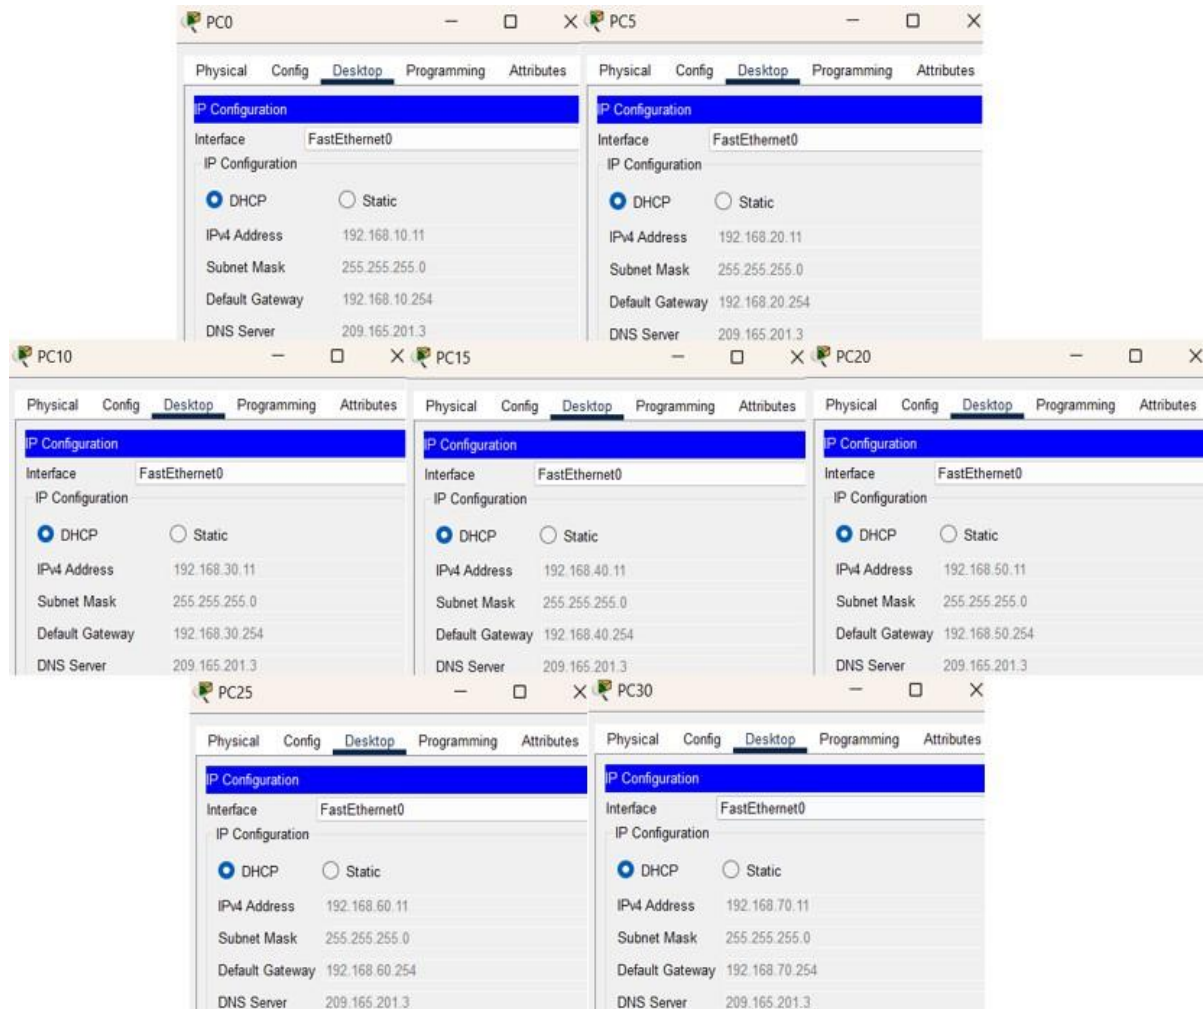 PC0
Physical Config Desktop Programming Attributes
IP Configuration
Interface FastEthernet0
IP Configuration
DHCP Static
IPv4 Address 192.168.10.11
Subnet Mask 255.255.255.0
Default Gateway 192.168.10.254
DNS Server 209.165.201.3
PC5
Physical Config Desktop Programming Attributes
IP Configuration
Interface FastEthernet0
IP Configuration
DHCP Static
IPv4 Address 192.168.20.11
Subnet Mask 255.255.255.0
Default Gateway 192.168.20.254
DNS Server 209.165.201.3
PC10
Physical Config Desktop Programming Attributes
IP Configuration
Interface FastEthernet0
IP Configuration
DHCP Static
IPv4 Address 192.168.30.11
Subnet Mask 255.255.255.0
Default Gateway 192.168.30.254
DNS Server 209.165.201.3
PC15
Physical Config Desktop Programming Attributes
IP Configuration
Interface FastEthernet0
IP Configuration
DHCP Static
IPv4 Address 192.168.40.11
Subnet Mask 255.255.255.0
Default Gateway 192.168.40.254
DNS Server 209.165.201.3
PC20
Physical Config Desktop Programming Attributes
IP Configuration
Interface FastEthernet0
IP Configuration
DHCP Static
IPv4 Address 192.168.50.11
Subnet Mask 255.255.255.0
Default Gateway 192.168.50.254
DNS Server 209.165.201.3
PC25
Physical Config Desktop Programming Attributes
IP Configuration
Interface FastEthernet0
IP Configuration
DHCP Static
IPv4 Address 192.168.60.11
Subnet Mask 255.255.255.0
Default Gateway 192.168.60.254
DNS Server 209.165.201.3
PC30
Physical Config Desktop Programming Attributes
IP Configuration
Interface FastEthernet0
IP Configuration
DHCP Static
IPv4 Address 192.168.70.11
Subnet Mask 255.255.255.0
Default Gateway 192.168.70.254
DNS Server 209.165.201.3